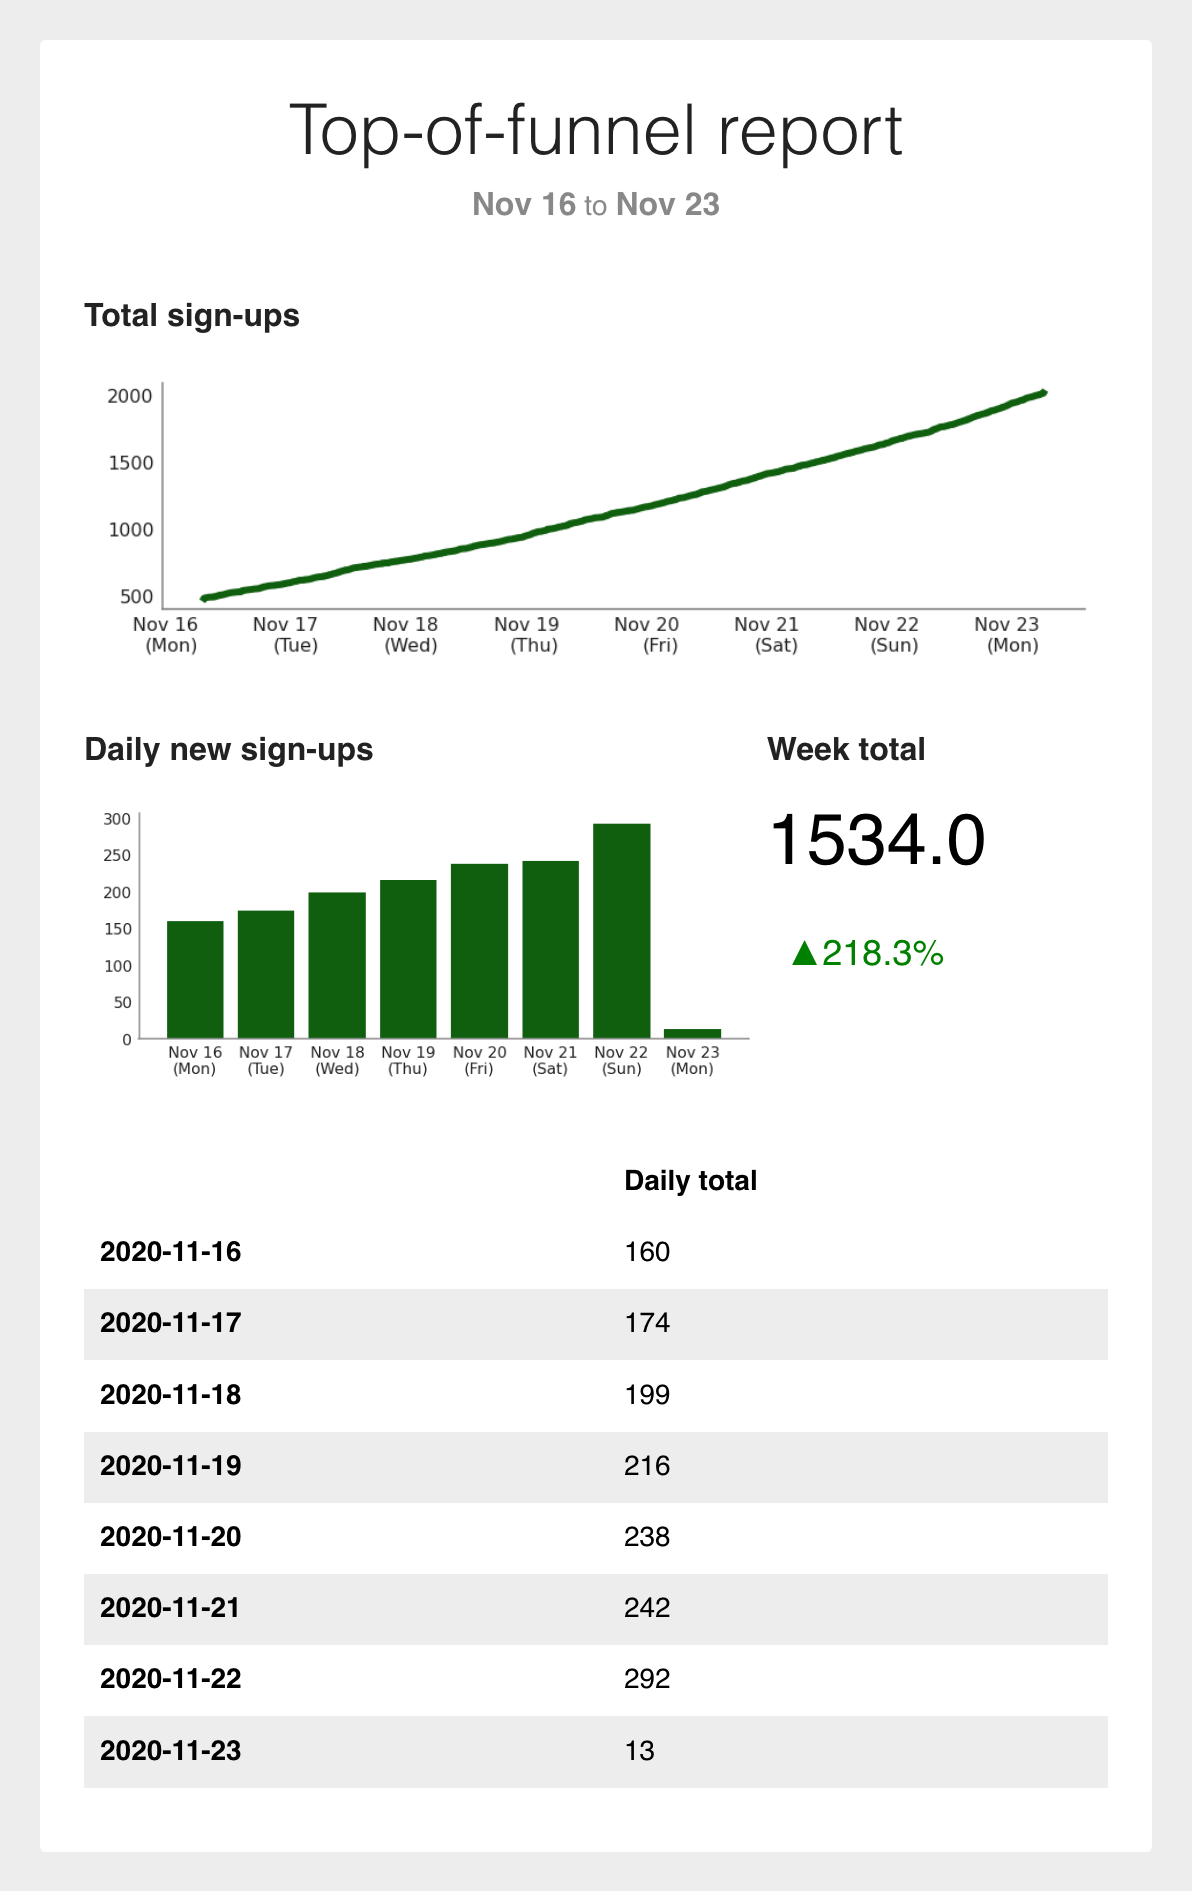 Top-of-funnel report
Nov 16 to Nov 23
Total sign-ups
2000
1500
1000
500
Nov 16 Nov 17 Nov 18 Nov 19 Nov 20 Nov 21 Nov 22 Nov 23
(Mon) (Tue) (Wed) (Thu) (Fri) (Sat) (Sun) (Mon)
Daily new sign-ups
300
250
200
150
100
50
0
Nov 16 Nov 17 Nov 18 Nov 19 Nov 20 Nov 21 Nov 22 Nov 23
(Mon) (Tue) (Wed) (Thu) (Fri) (Sat) (Sun) (Mon)
Week total
1534.0
▲218.3%
Daily total
2020-11-16 160
2020-11-17 174
2020-11-18 199
2020-11-19 216
2020-11-20 238
2020-11-21 242
2020-11-22 292
2020-11-23 13